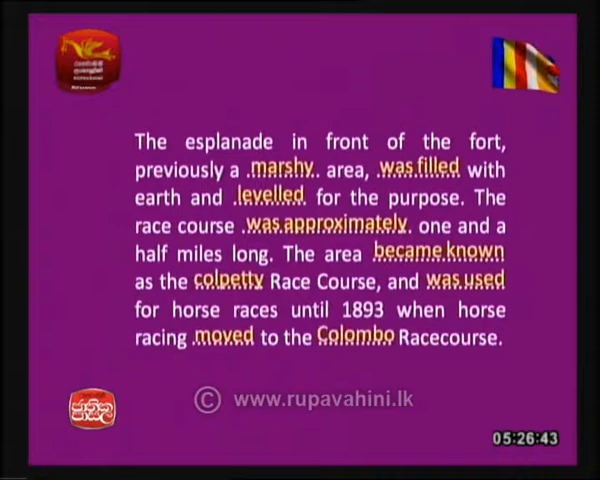 The esplanade in front of the fort,
previously a .marshy.. area, .was filled with
earth and .levelled for the purpose. The
race course .was approximately. one and a
half miles long. The area became known
as the colpetty Race Course, and was used
for horse races until 1893 when horse
racing .moved to the Colombo Racecourse.
© www.rupavahini.lk
ජාතික
පාසල
05:26:43